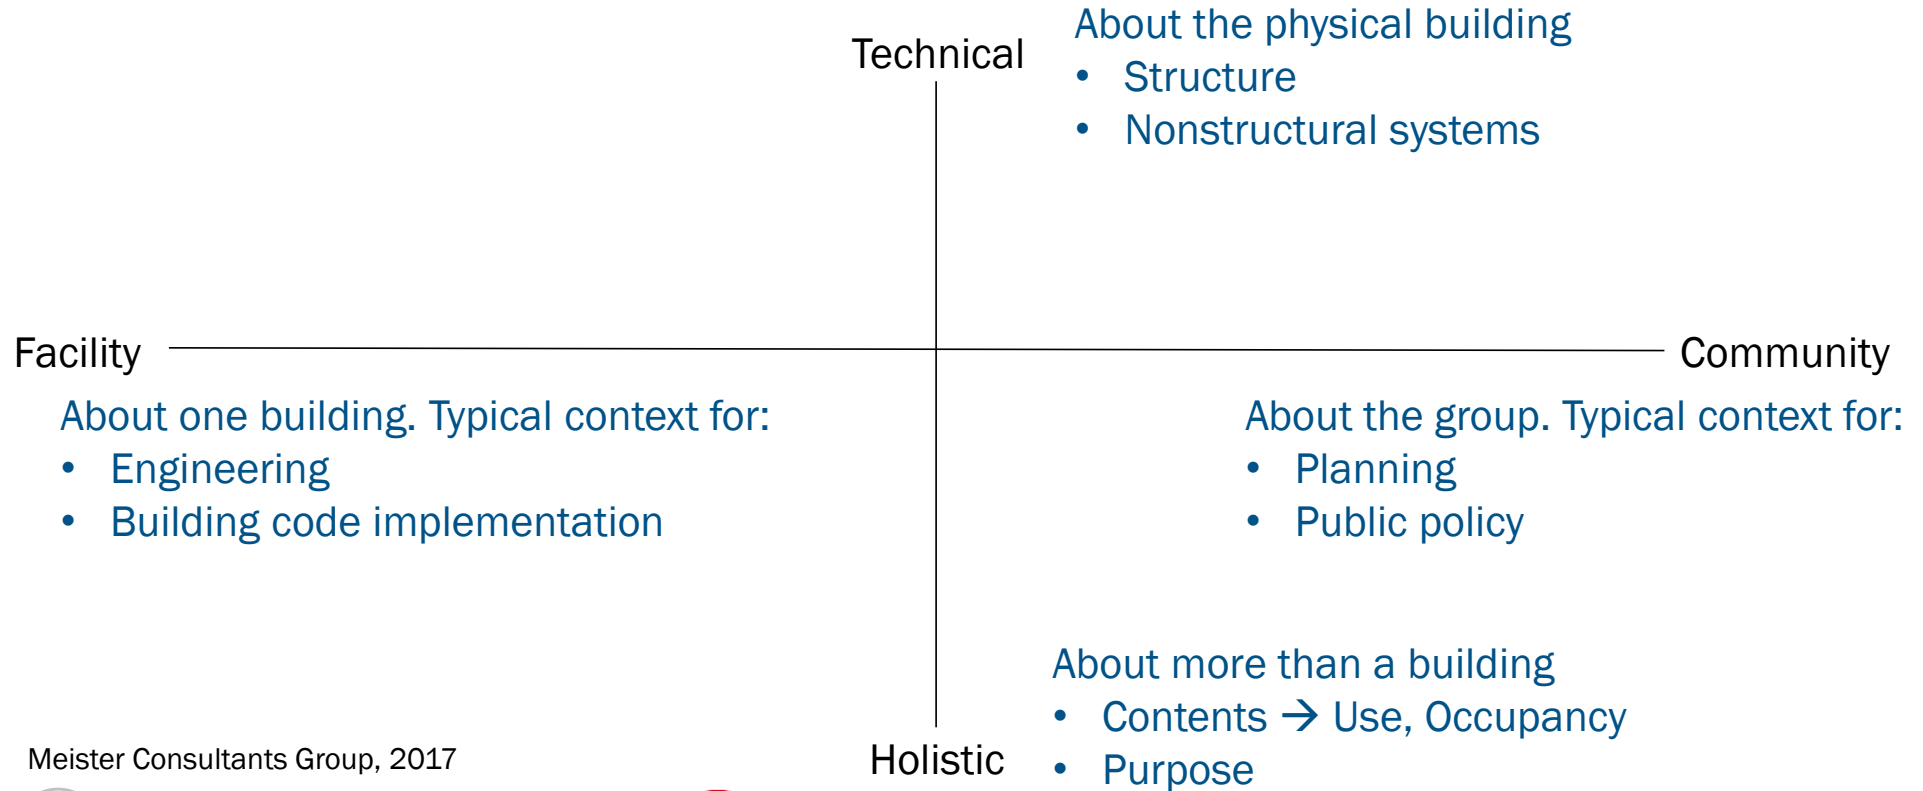 About the physical building
Technical
• Structure
• Nonstructural systems
Facility
Community
About one building. Typical context for:
• Engineering
• Building code implementation
About the group. Typical context for:
• Planning
• Public policy
About more than a building
• Contents → Use, Occupancy
• Purpose
Holistic
Meister Consultants Group, 2017